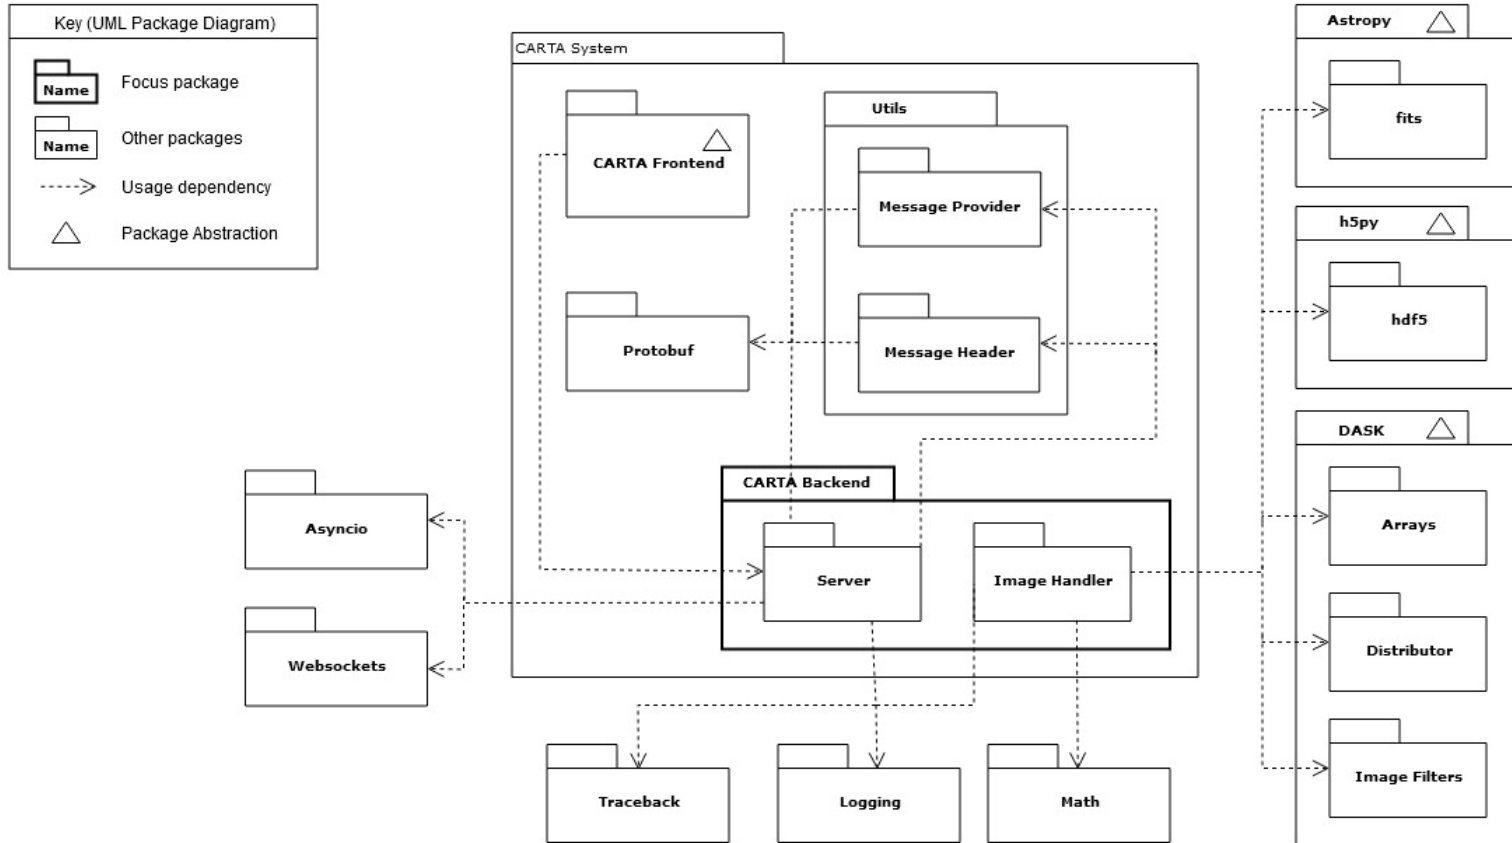 Key (UML Package Diagram)
Name
Focus package
Name
Other packages
Usage dependency
Package Abstraction
CARTA System
CARTA Frontend
Utils
Message Provider
Protobuf
Message Header
CARTA Backend
Server
Image Handler
Asyncio
Websockets
Traceback
Logging
Math
Astropy
fits
h5py
hdf5
DASK
Arrays
Distributor
Image Filters